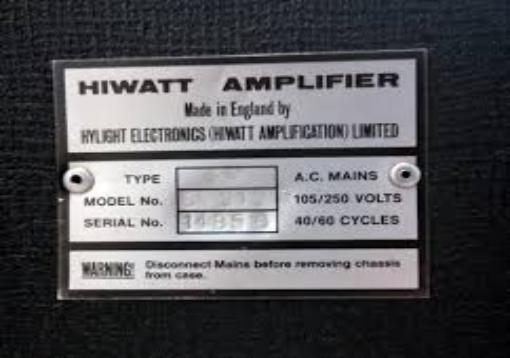 HIWATT AMPLIFIER
Made in England by
HYLIGHT ELECTRONICS (HIWATT AMPLIFICATION) LIMITED
TYPE A.C. MAINS
MODEL No. 105/250 VOLTS
SERIAL No. 40/60 CYCLES
WARNING! Disconnect Mains before removing chassis
from case.